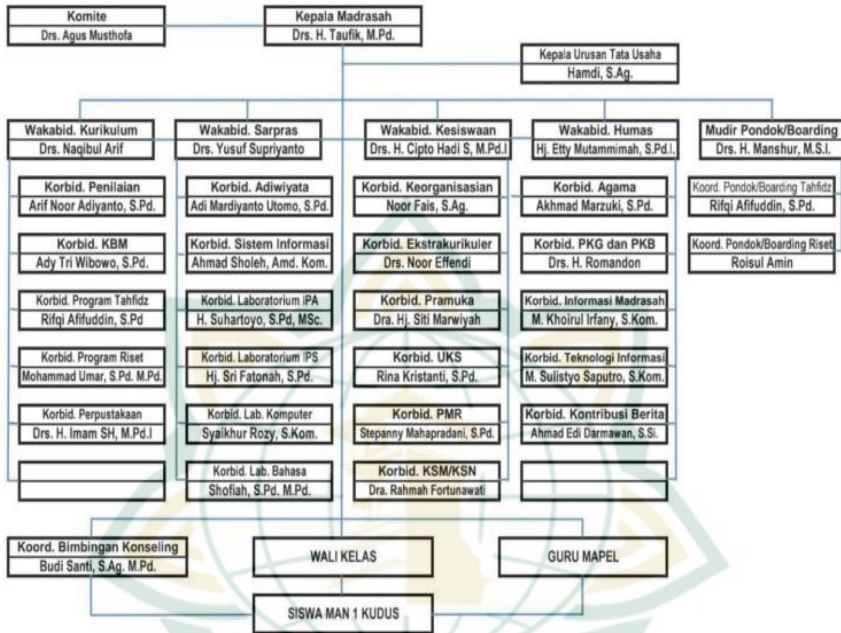 Komite
Drs. Agus Musthofa
Kepala Madrasah
Drs. H. Taufik, M.Pd.
Kepala Urusan Tata Usaha
Hamdi, S.Ag.
Wakabid. Kurikulum
Drs. Naqibul Arif
Wakabid. Sarpras
Drs. Yusuf Supriyanto
Wakabid. Kesiswaan
Drs. H. Cipto Hadi S, M.Pd.I
Wakabid. Humas
Hj. Etty Mutammimah, S.Pd.I.
Mudir Pondok/Boarding
Drs. H. Manshur, M.S.I.
Korbid. Penilaian
Arif Noor Adiyanto, S.Pd.
Korbid. Adiwiyata
Adi Mardiyanto Utomo, S.Pd.
Korbid. Keorganisasian
Noor Fais, S.Ag.
Korbid. Agama
Akhmad Marzuki, S.Pd.
Koord. Pondok/Boarding Tahfidz
Rifqi Afifuddin, S.Pd.
Korbid. KBM
Ady Tri Wibowo, S.Pd.
Korbid. Sistem Informasi
Ahmad Sholeh, Amd. Kom.
Korbid. Ekstrakurikuler
Drs. Noor Effendi
Korbid. PKG dan PKB
Drs. H. Romandon
Koord. Pondok/Boarding Riset
Roisul Amin
Korbid. Program Tahfidz
Rifqi Afifuddin, S.Pd
Korbid. Laboratorium IPA
H. Suhartoyo, S.Pd, MSc.
Korbid. Pramuka
Dra. Hj. Siti Marwiyah
Korbid. Informasi Madrasah
M. Khoirul Irfany, S.Kom.
Korbid. Program Riset
Mohammad Umar, S.Pd. M.Pd.
Korbid. Laboratorium IPS
Hj. Sri Fatonah, S.Pd.
Korbid. UKS
Rina Kristanti, S.Pd.
Korbid. Teknologi Informasi
M. Sulistyo Saputro, S.Kom.
Korbid. Perpustakaan
Drs. H. Imam SH, M.Pd.I
Korbid. Lab. Komputer
Syaikhur Rozy, S.Kom.
Korbid. PMR
Stepanny Mahapradani, S.Pd.
Korbid. Kontribusi Berita
Ahmad Edi Darmawan, S.Si.
Korbid. Lab. Bahasa
Shofiah, S.Pd. M.Pd.
Korbid. KSM/KSN
Dra. Rahmah Fortunawati
Koord. Bimbingan Konseling
Budi Santi, S.Ag. M.Pd.
WALI KELAS
GURU MAPEL
SISWA MAN 1 KUDUS